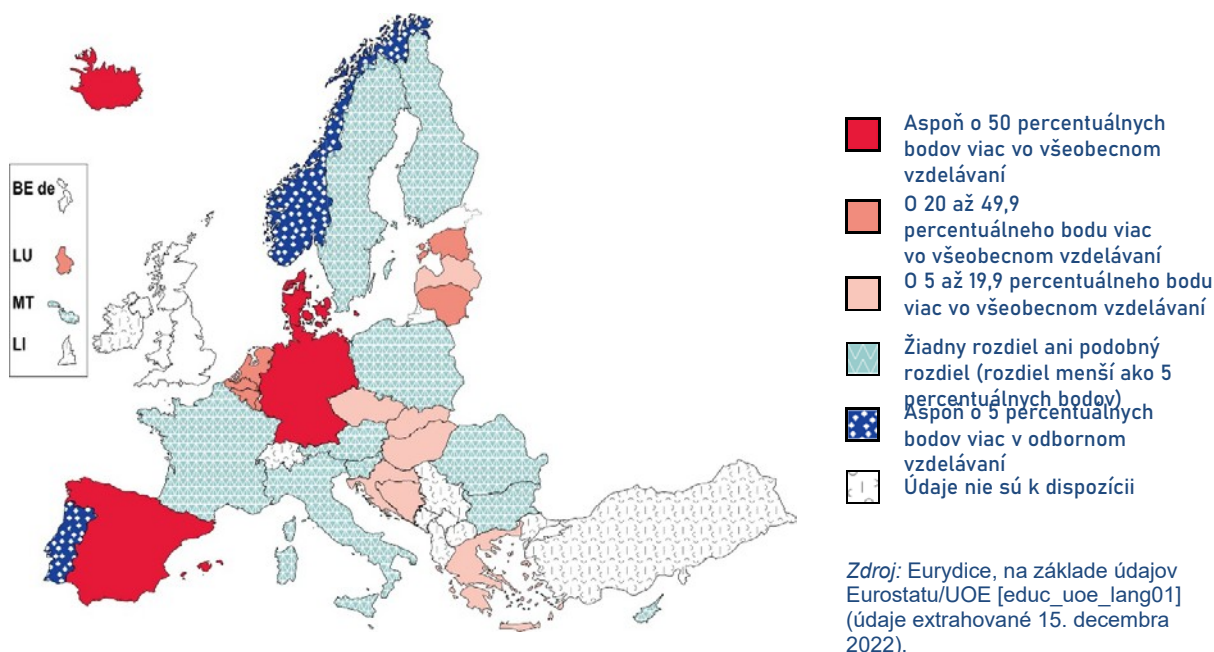 BE de
LU
MT
LI
Aspoň o 50 percentuálnych
bodov viac vo všeobecnom
vzdelávaní
O 20 až 49,9
percentuálneho bodu viac
vo všeobecnom vzdelávaní
O 5 až 19,9 percentuálneho bodu
viac vo všeobecnom vzdelávaní
Žiadny rozdiel ani podobný
rozdiel (rozdiel menší ako 5
percentuálnych bodov)
Aspoň o 5 percentuálnych
bodov viac v odbornom
vzdelávaní
Údaje nie sú k dispozícii
Zdroj: Eurydice, na základe údajov
Eurostatu/UOE [educ_uoe_lang01]
(údaje extrahované 15. decembra
2022).